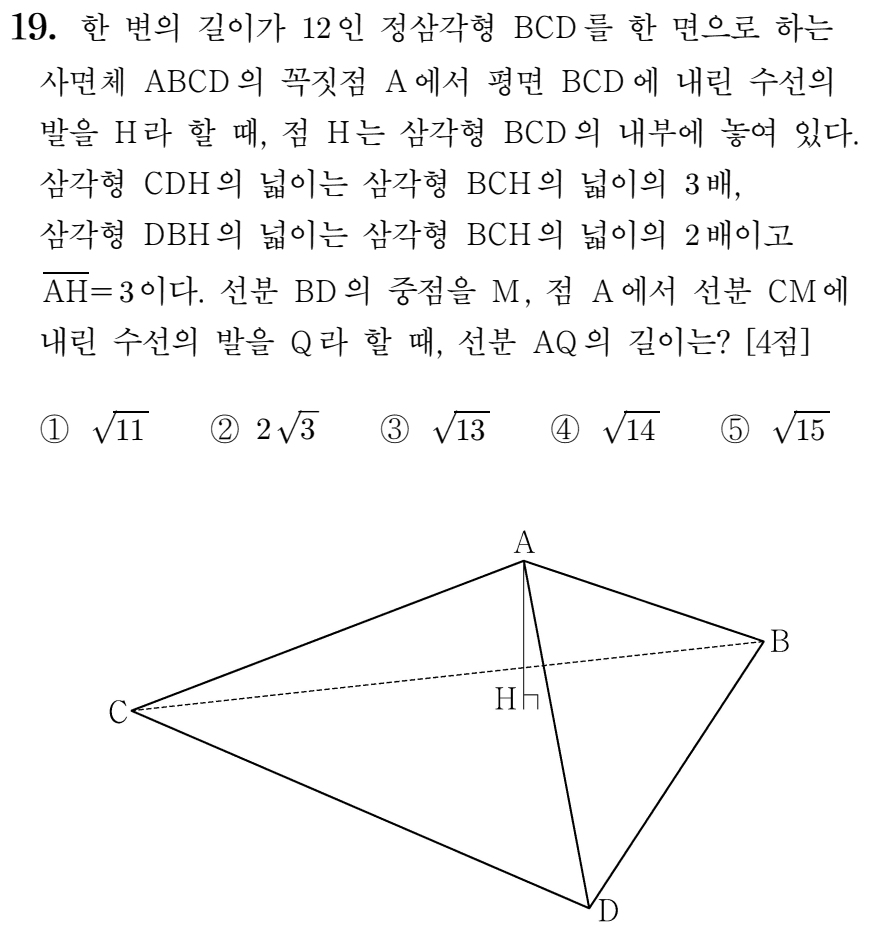 19. 한 변의 길이가 12인 정삼각형 BCD를 한 면으로 하는
사면체 ABCD의 꼭짓점 A에서 평면 BCD에 내린 수선의
발을 H라 할 때, 점 H는 삼각형 BCD의 내부에 놓여 있다.
삼각형 CDH의 넓이는 삼각형 BCH의 넓이의 3배,
삼각형 DBH의 넓이는 삼각형 BCH의 넓이의 2배이고
A͞H͞=3이다. 선분 BD의 중점을 M, 점 A에서 선분 CM에
내린 수선의 발을 Q라 할 때, 선분 AQ의 길이는? [4점]
① √11 ② 2√3 ③ √13 ④ √14 ⑤ √15
A
B
H
C
D